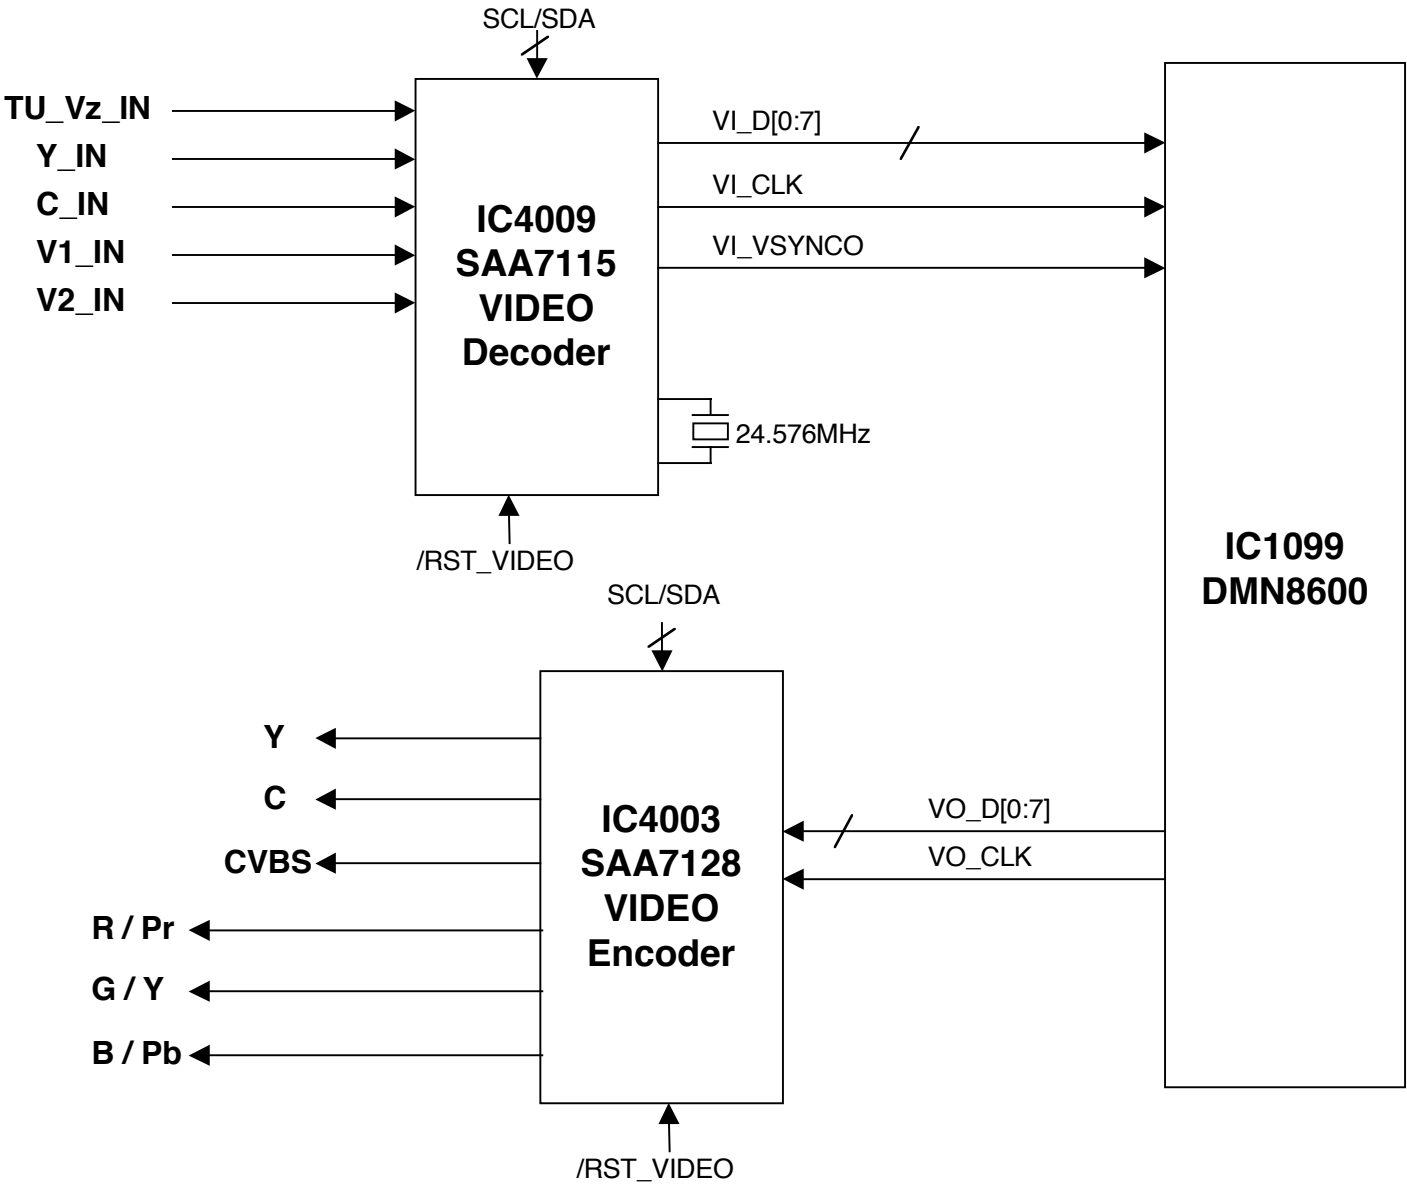 SCL/SDA
TU_Vz_IN
Y_IN
C_IN
V1_IN
V2_IN
IC4009
SAA7115
VIDEO
Decoder
VI_D[0:7]
VI_CLK
VI_VSYNCO
24.576MHz
/RST_VIDEO
IC1099
DMN8600
SCL/SDA
Y
C
CVBS
R / Pr
G / Y
B / Pb
IC4003
SAA7128
VIDEO
Encoder
VO_D[0:7]
VO_CLK
/RST_VIDEO